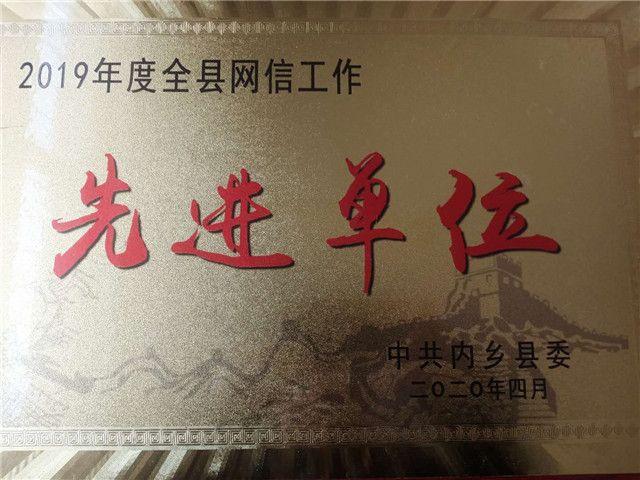 2019年度全县网信工作
先进单位
中共内乡县委
二〇二〇年四月